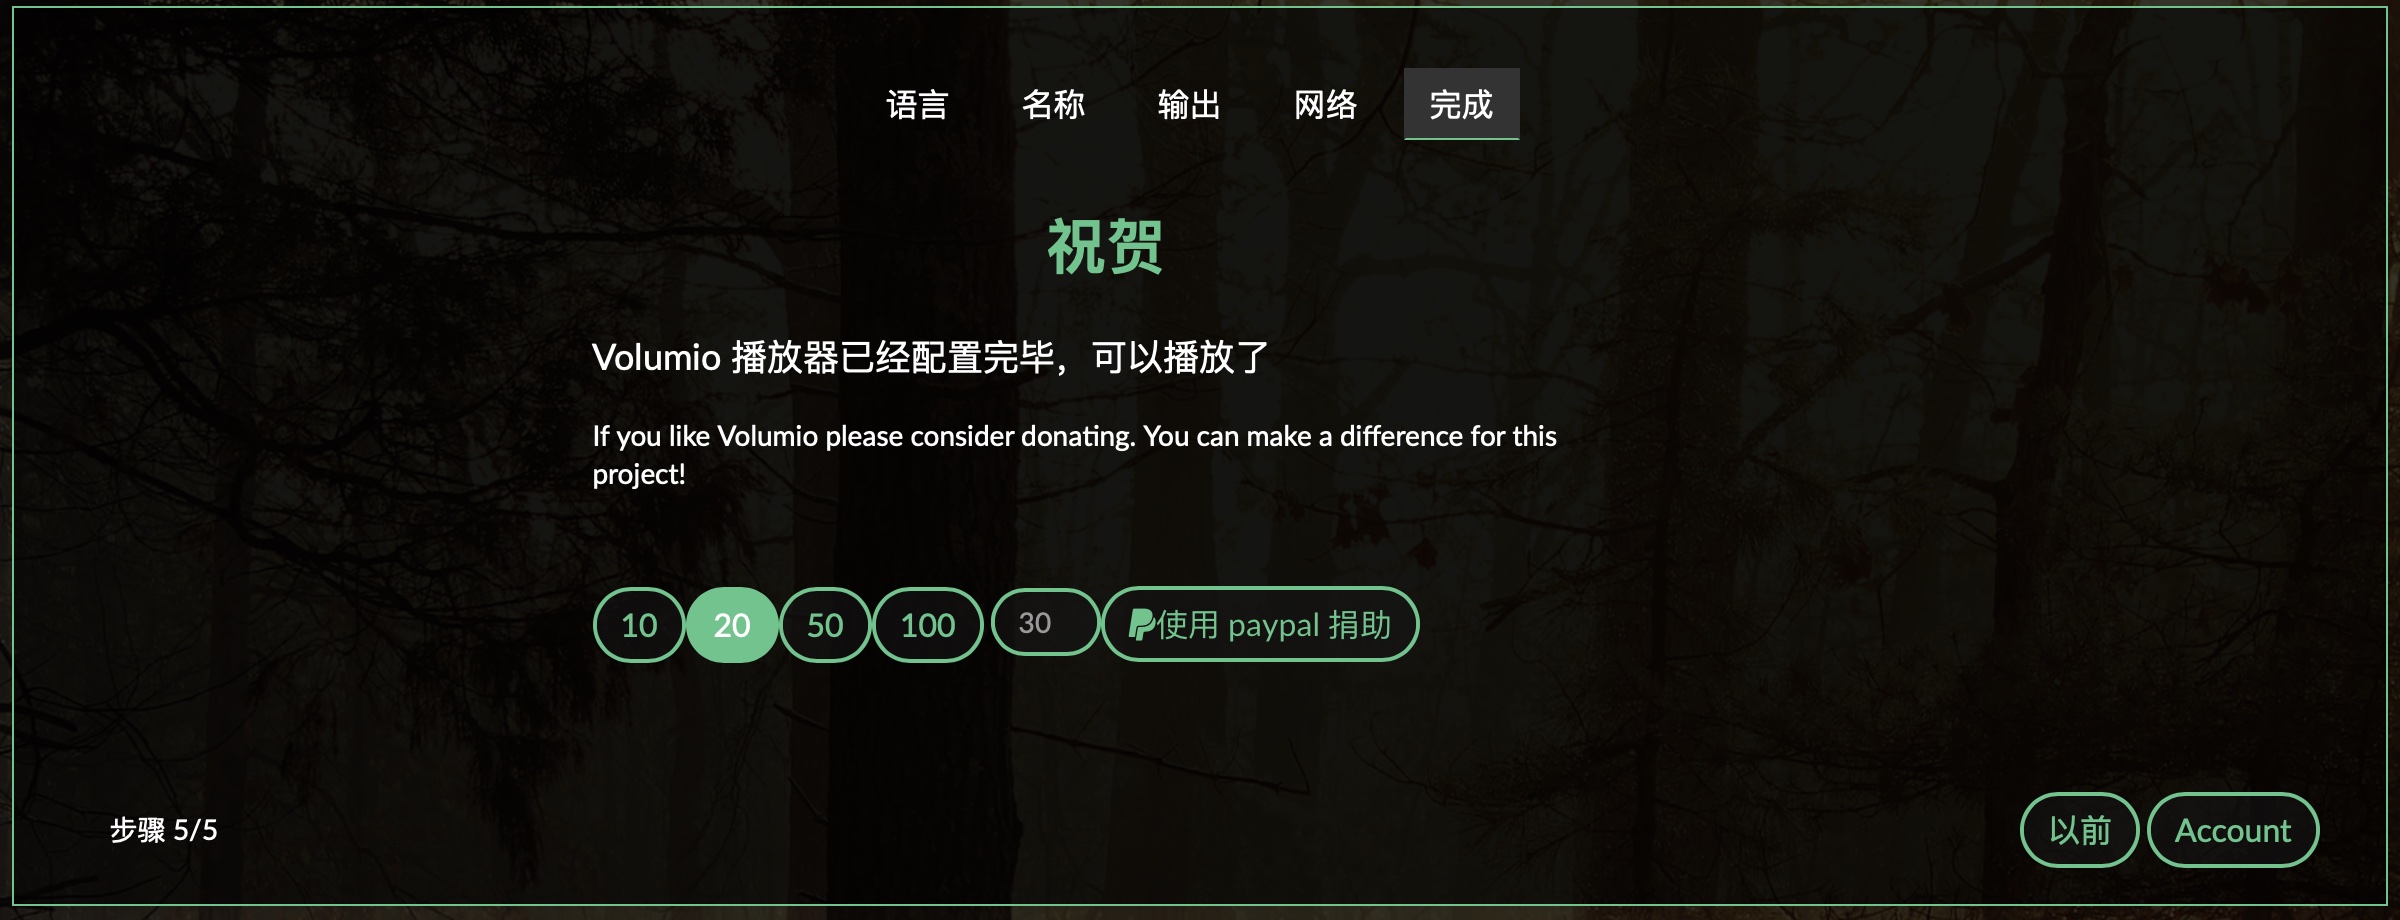 语言 名称 输出 网络 完成
祝贺
Volumio 播放器已经配置完毕，可以播放了
If you like Volumio please consider donating. You can make a difference for this
project!
10 20 50 100 30 使用 paypal 捐助
步骤 5/5 以前 Account